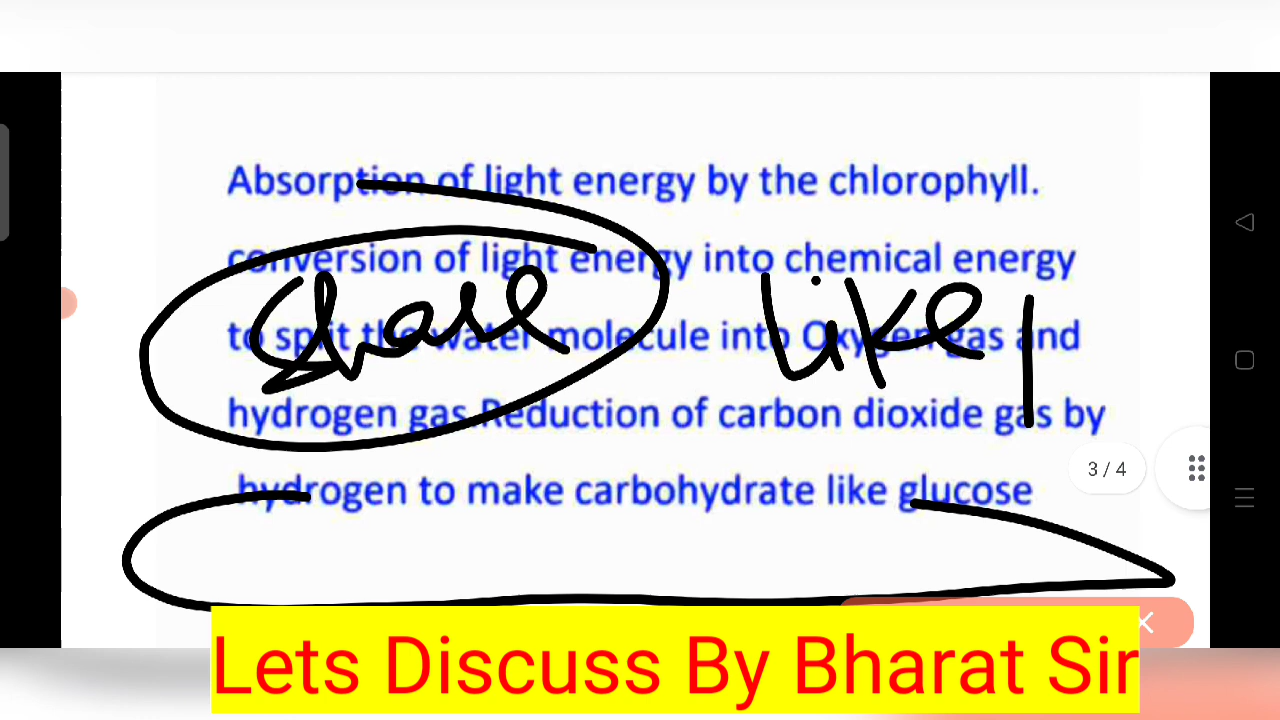 Absorption of light energy by the chlorophyll.
conversion of light energy into chemical energy
to split the water molecule into Oxygen gas and
hydrogen gas.Reduction of carbon dioxide gas by
hydrogen to make carbohydrate like glucose
Share like
3 / 4
Lets Discuss By Bharat Sir